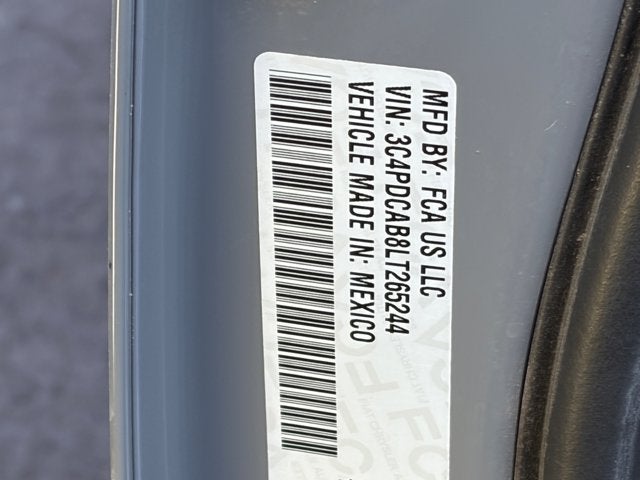 MFD BY: FCA US LLC
VIN: 3C4PDCAB8LT265244
VEHICLE MADE IN: MEXICO